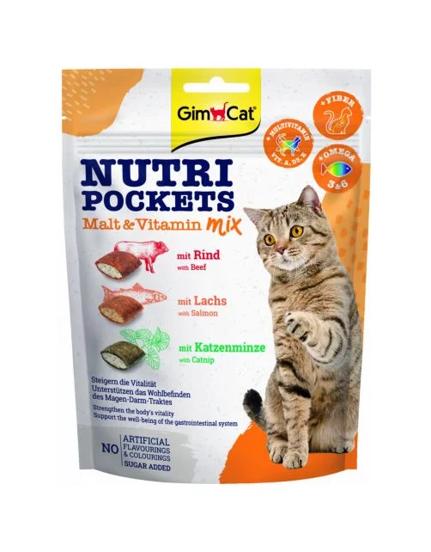 GimCat
+FIBER
+MULTIVITAMIN
+OMEGA
3&6
NUTRI
POCKETS
Malt & Vitamin mix
mit Rind
with Beef
mit Lachs
with Salmon
mit Katzenminze
with Catnip
Steigern die Vitalität
Unterstützen das Wohlbefinden
des Magen-Darm-Traktes
Strengthen the body's vitality
Support the well-being of the gastrointestinal system
NO ARTIFICIAL
FLAVOURINGS
& COLOURINGS
SUGAR ADDED